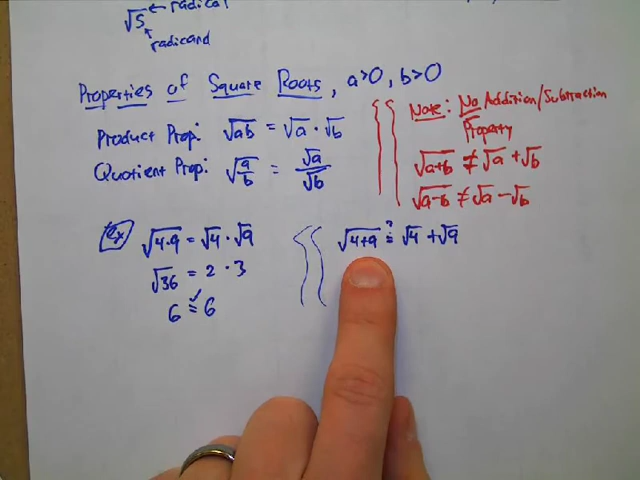 √5 ← radical
radicand
Properties of Square Roots, a>0, b>0
Product Prop: √ab = √a · √b
Quotient Prop: √a/b = √a/√b
Note: No Addition/Subtraction
Property
√a+b ≠ √a + √b
√a-b ≠ √a - √b
ex
√4·9 = √4 · √9
√36 = 2 · 3
6 = 6
√4+9 ≟ √4 + √9